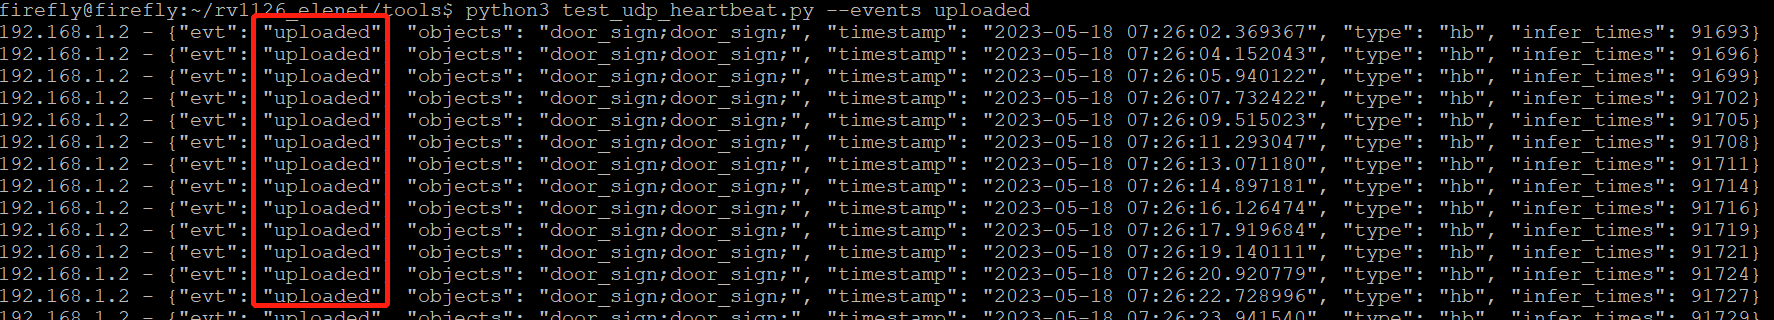 firefly@firefly:~/rv1126_elenet/tools$ python3 test_udp_heartbeat.py --events uploaded
192.168.1.2 - {"evt": "uploaded" "objects": "door_sign;door_sign;", "timestamp": "2023-05-18 07:26:02.369367", "type": "hb", "infer_times": 91693}
192.168.1.2 - {"evt": "uploaded" "objects": "door_sign;door_sign;", "timestamp": "2023-05-18 07:26:04.152043", "type": "hb", "infer_times": 91696}
192.168.1.2 - {"evt": "uploaded" "objects": "door_sign;door_sign;", "timestamp": "2023-05-18 07:26:05.940122", "type": "hb", "infer_times": 91699}
192.168.1.2 - {"evt": "uploaded" "objects": "door_sign;door_sign;", "timestamp": "2023-05-18 07:26:07.732422", "type": "hb", "infer_times": 91702}
192.168.1.2 - {"evt": "uploaded" "objects": "door_sign;door_sign;", "timestamp": "2023-05-18 07:26:09.515023", "type": "hb", "infer_times": 91705}
192.168.1.2 - {"evt": "uploaded" "objects": "door_sign;door_sign;", "timestamp": "2023-05-18 07:26:11.293047", "type": "hb", "infer_times": 91708}
192.168.1.2 - {"evt": "uploaded" "objects": "door_sign;door_sign;", "timestamp": "2023-05-18 07:26:13.071180", "type": "hb", "infer_times": 91711}
192.168.1.2 - {"evt": "uploaded" "objects": "door_sign;door_sign;", "timestamp": "2023-05-18 07:26:14.897181", "type": "hb", "infer_times": 91714}
192.168.1.2 - {"evt": "uploaded" "objects": "door_sign;door_sign;", "timestamp": "2023-05-18 07:26:16.126474", "type": "hb", "infer_times": 91716}
192.168.1.2 - {"evt": "uploaded" "objects": "door_sign;door_sign;", "timestamp": "2023-05-18 07:26:17.919684", "type": "hb", "infer_times": 91719}
192.168.1.2 - {"evt": "uploaded" "objects": "door_sign;door_sign;", "timestamp": "2023-05-18 07:26:19.140111", "type": "hb", "infer_times": 91721}
192.168.1.2 - {"evt": "uploaded" "objects": "door_sign;door_sign;", "timestamp": "2023-05-18 07:26:20.920779", "type": "hb", "infer_times": 91724}
192.168.1.2 - {"evt": "uploaded" "objects": "door_sign;door_sign;", "timestamp": "2023-05-18 07:26:22.728996", "type": "hb", "infer_times": 91727}
192.168.1.2 - {"evt": "uploaded" "objects": "door_sign;door_sign;", "timestamp": "2023-05-18 07:26:23.941540", "type": "hb", "infer_times": 91729}